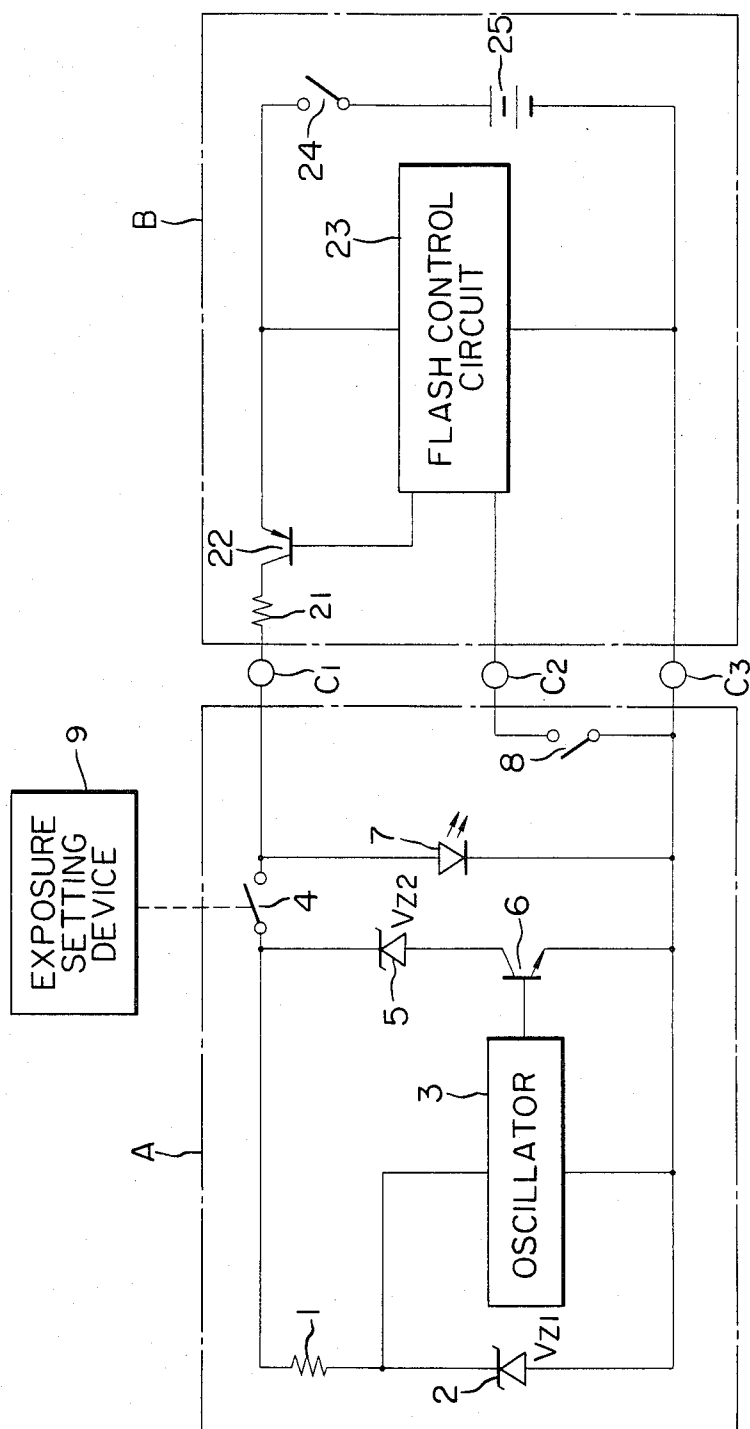 EXPOSURE
SETTING
DEVICE
9
A
B
1
2
VZ1
3
OSCILLATOR
4
5
VZ2
6
7
8
C1
C2
C3
21
22
23
FLASH CONTROL
CIRCUIT
24
25